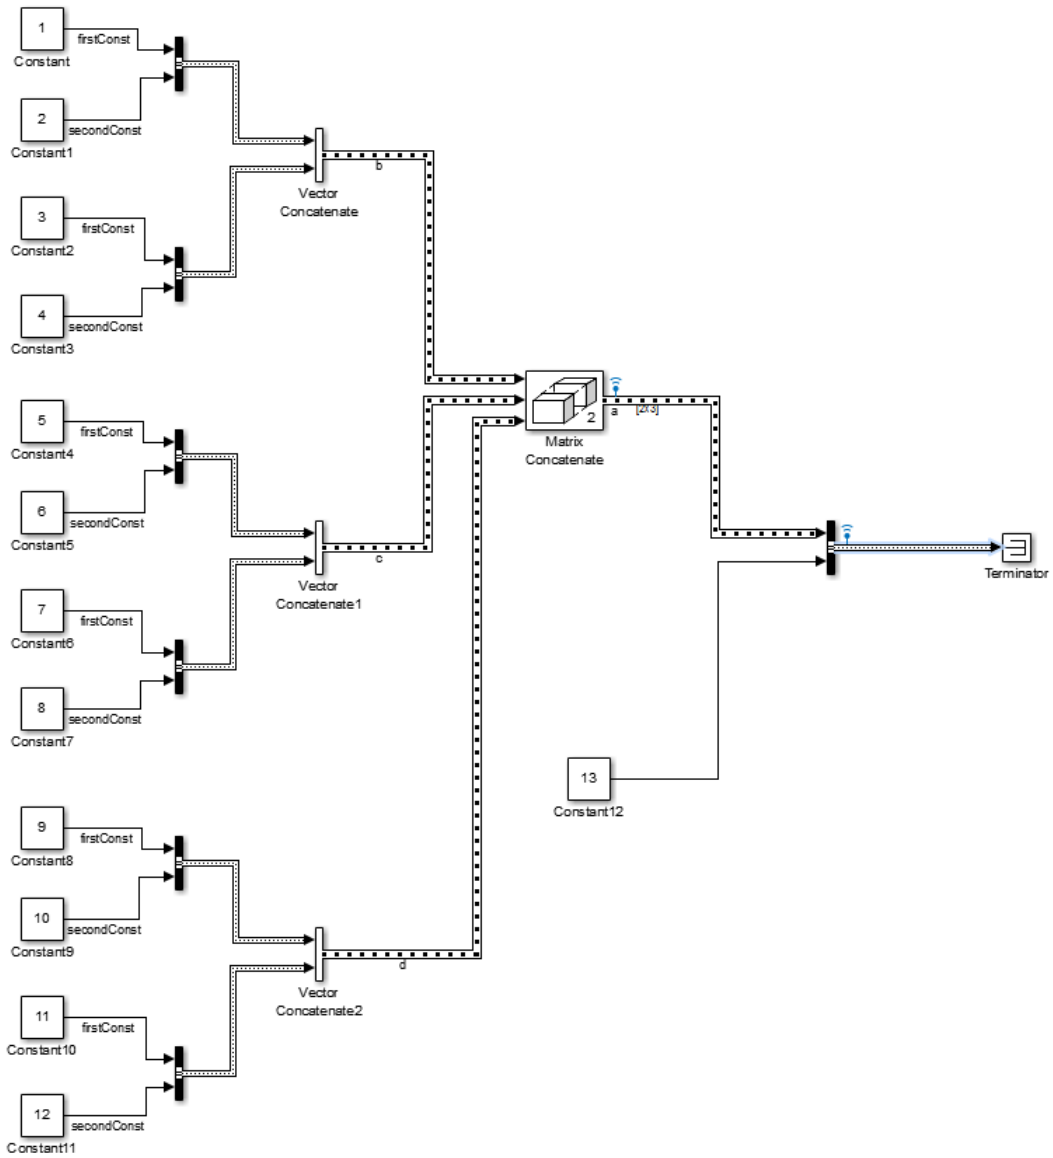 1
firstConst
Constant
2
secondConst
Constant1
b
Vector
Concatenate
3
firstConst
Constant2
4
secondConst
Constant3
a
[2x3]
2
Matrix
Concatenate
5
firstConst
Constant4
6
secondConst
Constant5
c
Vector
Concatenate1
Terminator
7
firstConst
Constant6
8
secondConst
Constant7
13
Constant12
9
firstConst
Constant8
10
secondConst
Constant9
d
Vector
Concatenate2
11
firstConst
Constant10
12
secondConst
Constant11